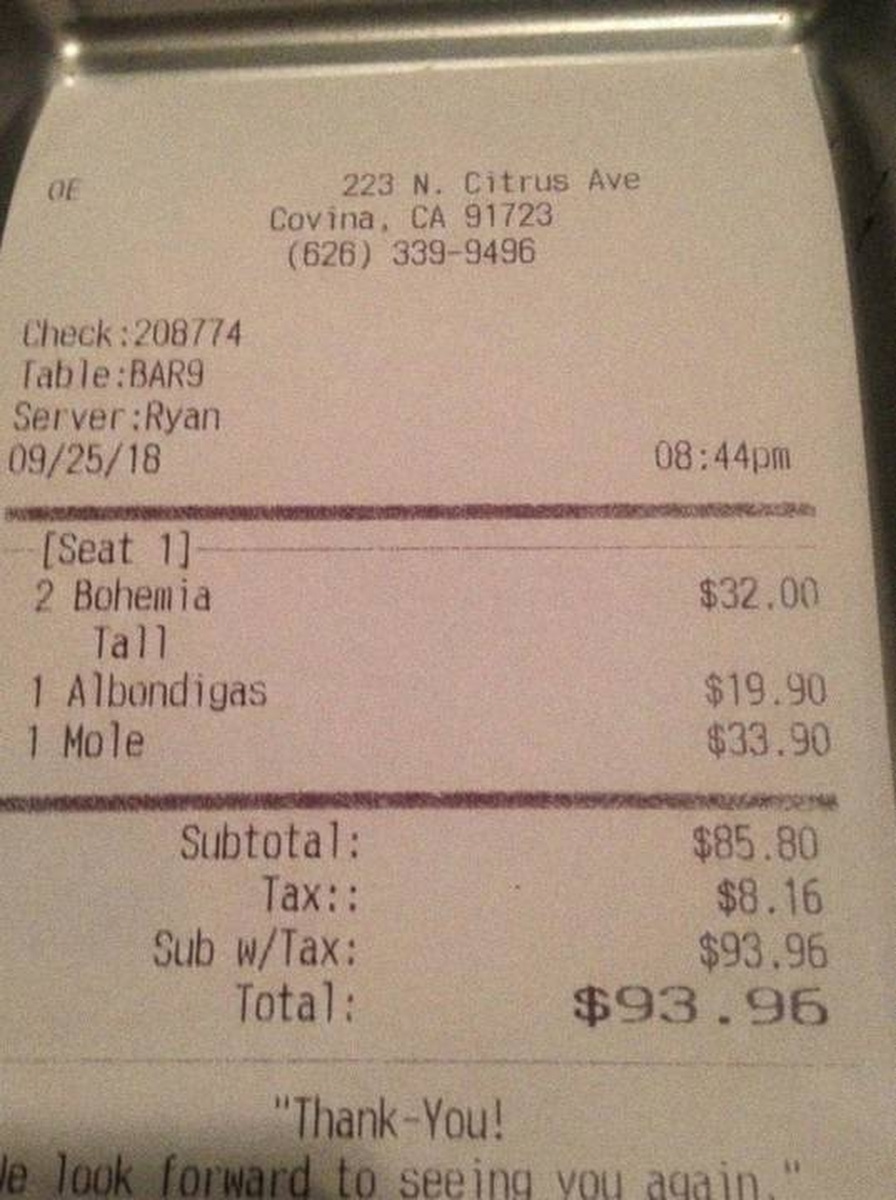 OE 223 N. Citrus Ave
Covina, CA 91723
(626) 339-9496
Check:208774
Table:BAR9
Server:Ryan
09/25/18 08:44pm
[Seat 1]
2 Bohemia $32.00
Tall
1 Albondigas $19.90
1 Mole $33.90
Subtotal: $85.80
Tax:: $8.16
Sub w/Tax: $93.96
Total: $93.96
"Thank-You!
We look forward to seeing you again."